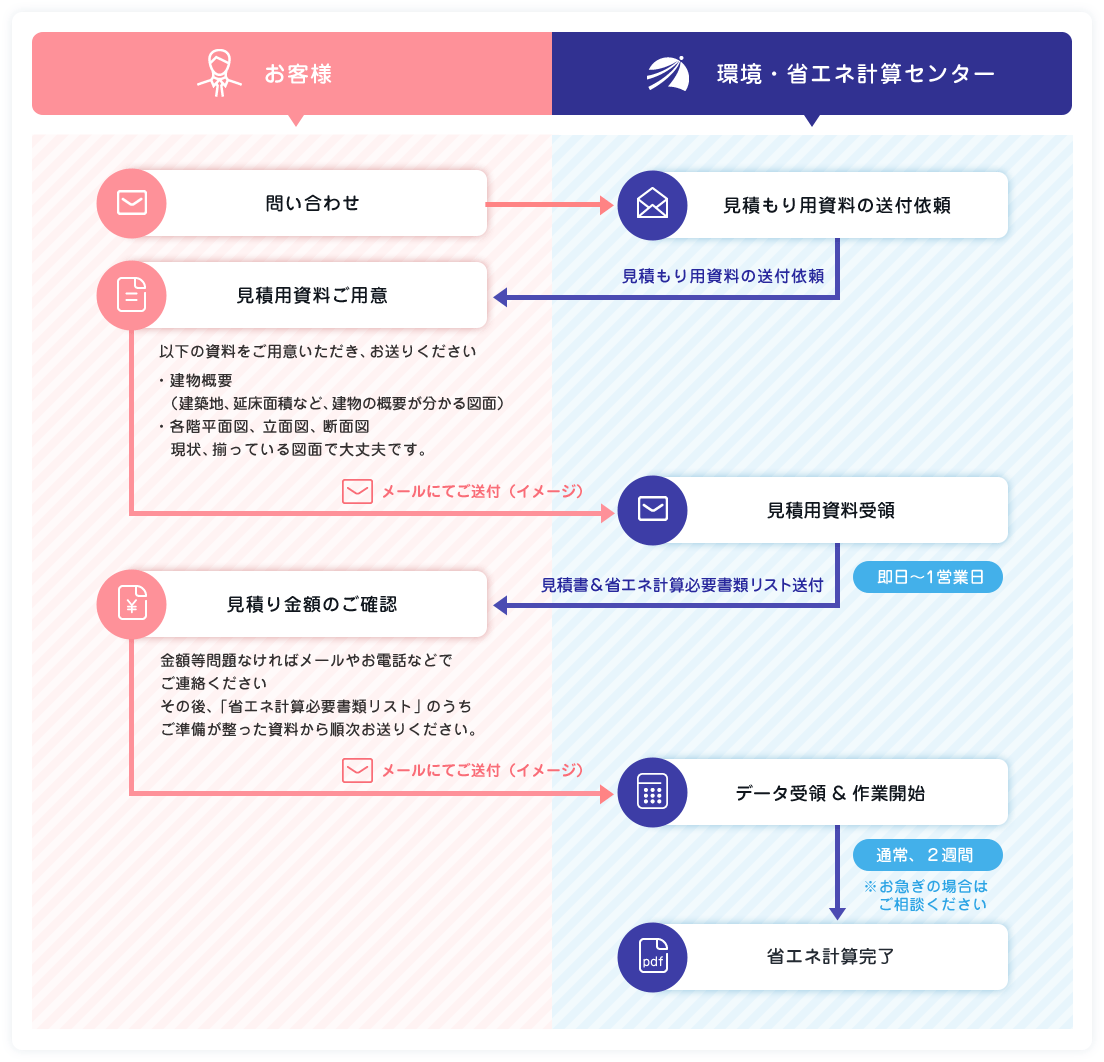 お客様
環境・省エネ計算センター
問い合わせ
見積もり用資料の送付依頼
見積もり用資料の送付依頼
見積用資料ご用意
以下の資料をご用意いただき、お送りください
・建物概要
（建築地、延床面積など、建物の概要が分かる図面）
・各階平面図、立面図、断面図
現状、揃っている図面で大丈夫です。
メールにてご送付（イメージ）
見積用資料受領
即日〜1営業日
見積書＆省エネ計算必要書類リスト送付
見積り金額のご確認
¥
金額等問題なければメールやお電話などで
ご連絡ください
その後、「省エネ計算必要書類リスト」のうち
ご準備が整った資料から順次お送りください。
メールにてご送付（イメージ）
データ受領 & 作業開始
通常、２週間
※お急ぎの場合は
ご相談ください
pdf
省エネ計算完了